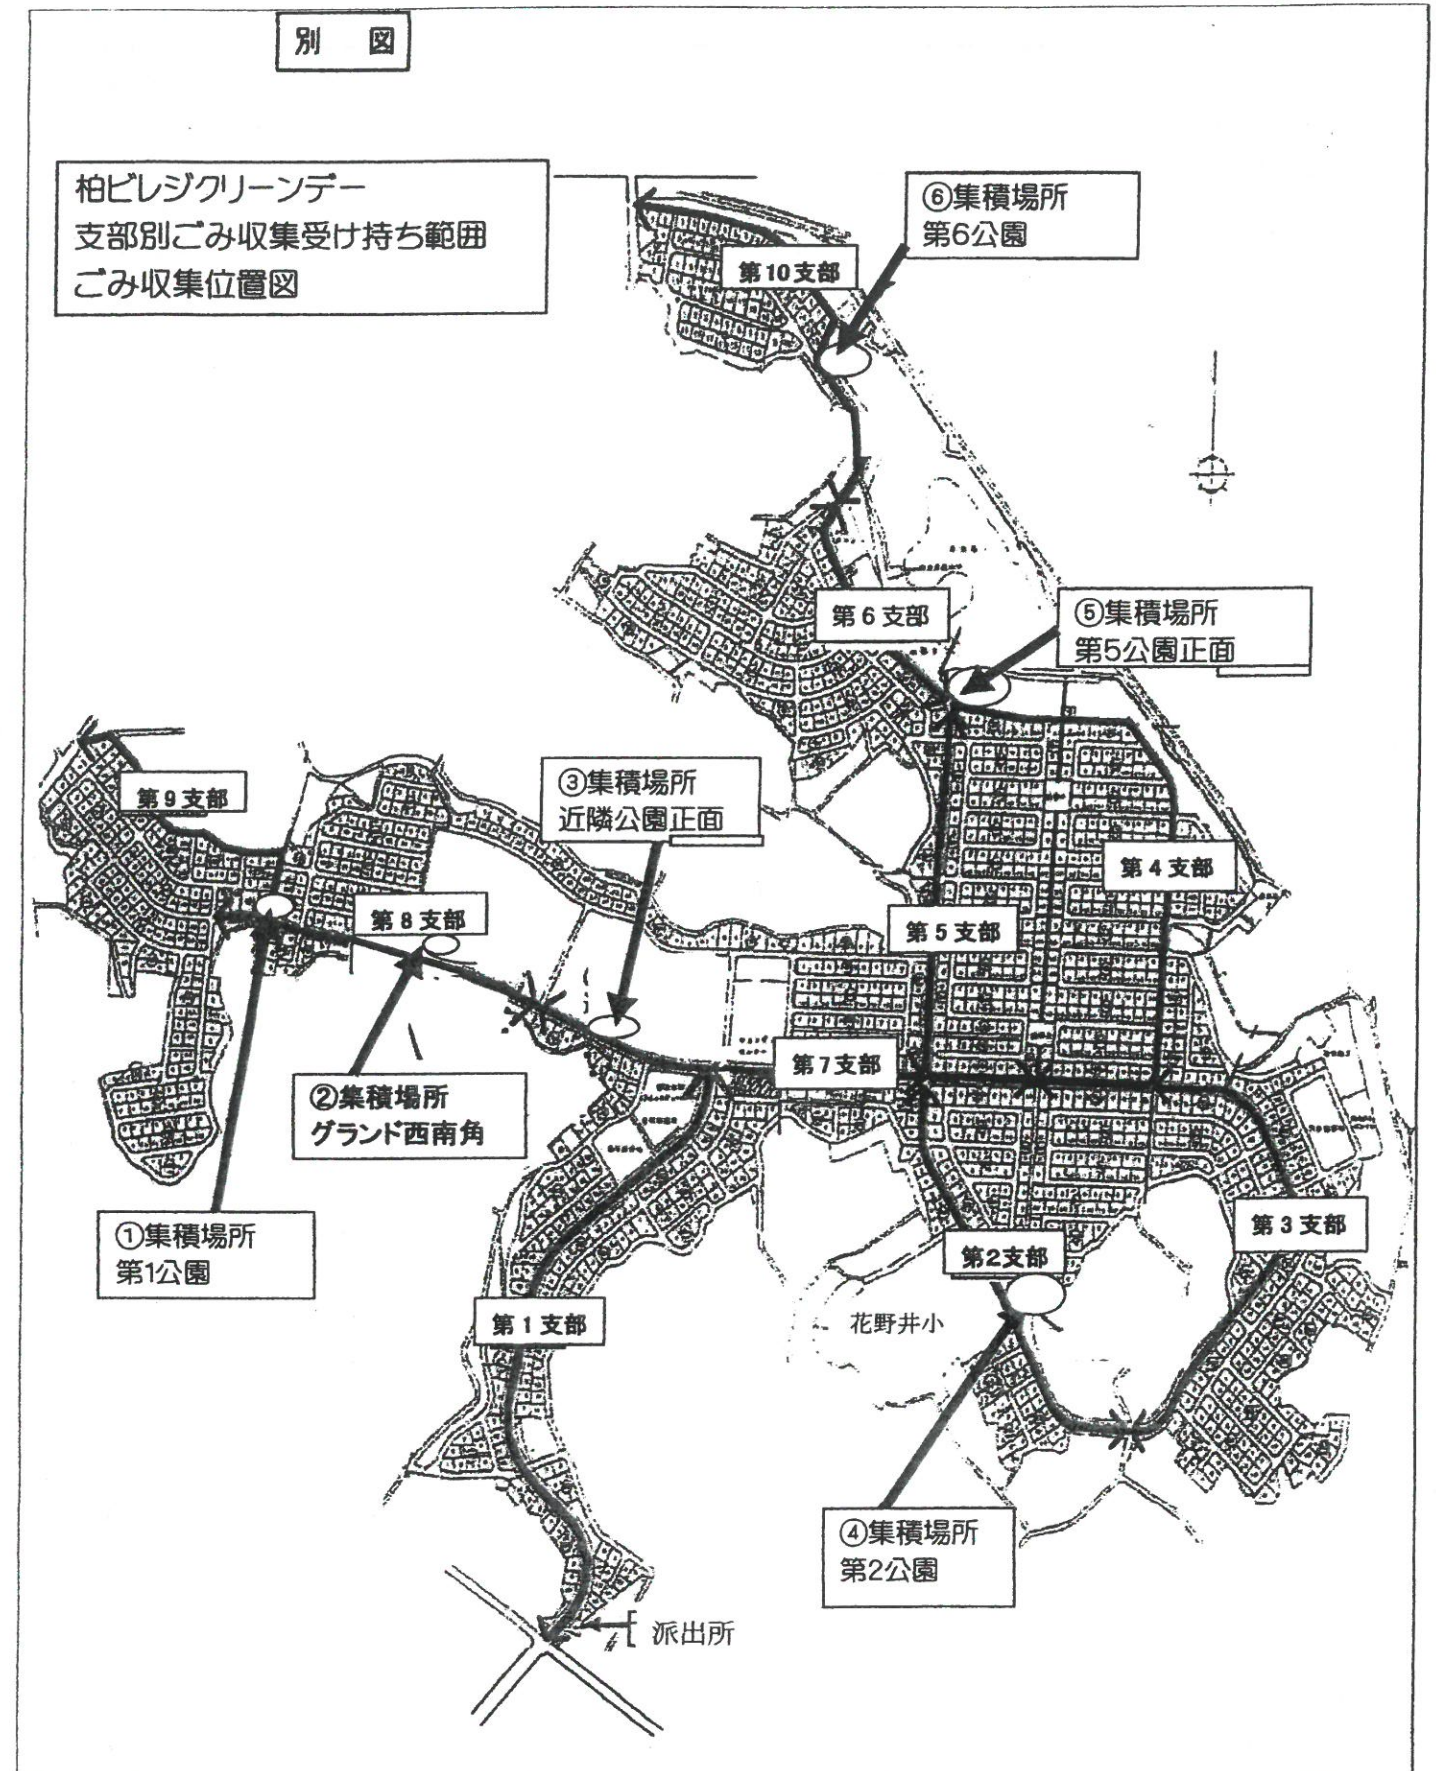 別 図
柏ビレジクリーンデー
支部別ごみ収集受け持ち範囲
ごみ収集位置図
⑥集積場所
第6公園
第10支部
第6支部
⑤集積場所
第5公園正面
③集積場所
近隣公園正面
第9支部
第4支部
第8支部
第5支部
第7支部
②集積場所
グランド西南角
①集積場所
第1公園
第3支部
第2支部
第1支部
花野井小
④集積場所
第2公園
派出所